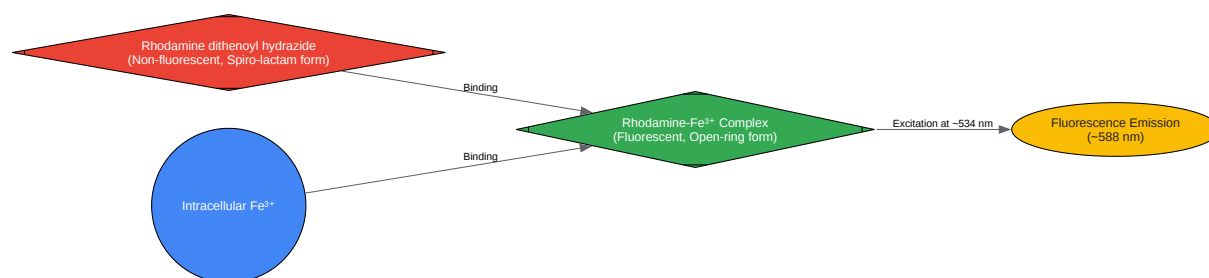 Rhodamine dithenoyl hydrazide
(Non-fluorescent, Spiro-lactam form)
Binding
Rhodamine-Fe³⁺ Complex
(Fluorescent, Open-ring form)
Excitation at ~534 nm
Fluorescence Emission
(~588 nm)
Binding
Intracellular Fe³⁺